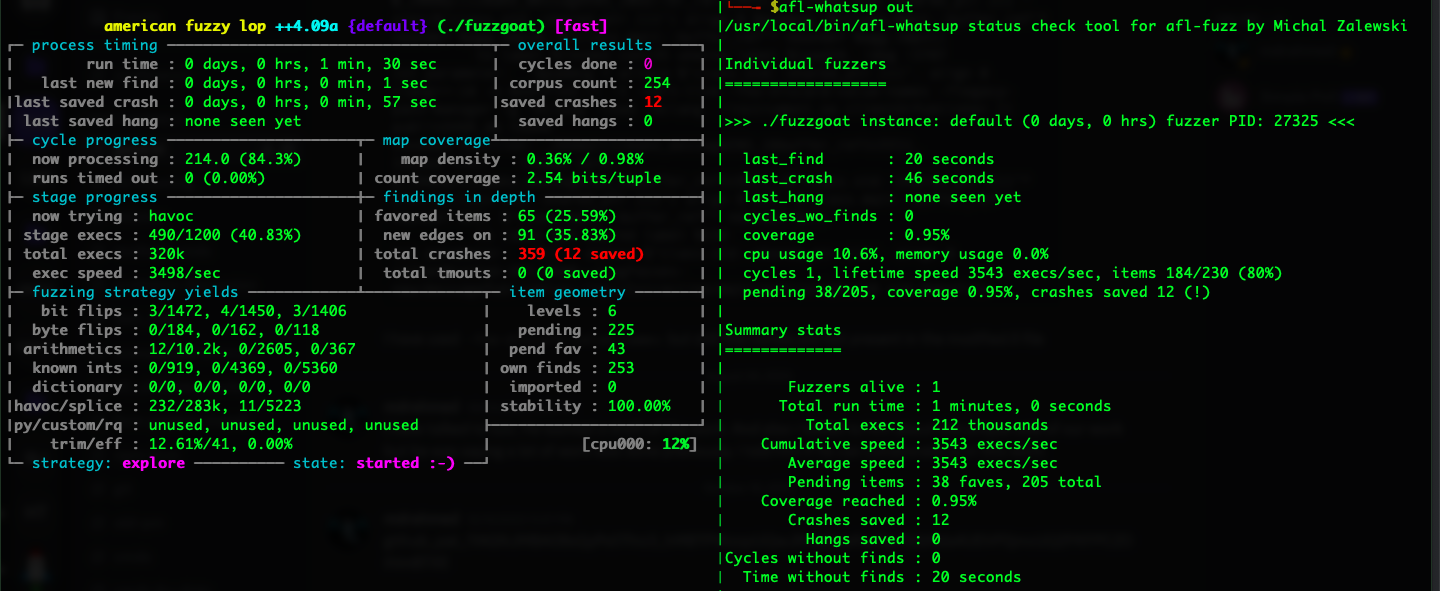 american fuzzy lop ++4.09a {default} (./fuzzgoat) [fast]
process timing
overall results
run time : 0 days, 0 hrs, 1 min, 30 sec
cycles done : 0
last new find : 0 days, 0 hrs, 0 min, 1 sec
corpus count : 254
last saved crash : 0 days, 0 hrs, 0 min, 57 sec
saved crashes : 12
last saved hang : none seen yet
saved hangs : 0
cycle progress
map coverage
now processing : 214.0 (84.3%)
map density : 0.36% / 0.98%
runs timed out : 0 (0.00%)
count coverage : 2.54 bits/tuple
stage progress
findings in depth
now trying : havoc
favored items : 65 (25.59%)
stage execs : 490/1200 (40.83%)
new edges on : 91 (35.83%)
total execs : 320k
total crashes : 359 (12 saved)
exec speed : 3498/sec
total tmouts : 0 (0 saved)
fuzzing strategy yields
item geometry
bit flips : 3/1472, 4/1450, 3/1406
levels : 6
byte flips : 0/184, 0/162, 0/118
pending : 225
arithmetics : 12/10.2k, 0/2605, 0/367
pend fav : 43
known ints : 0/919, 0/4369, 0/5360
own finds : 253
dictionary : 0/0, 0/0, 0/0, 0/0
imported : 0
havoc/splice : 232/283k, 11/5223
stability : 100.00%
py/custom/rq : unused, unused, unused, unused
trim/eff : 12.61%/41, 0.00%
[cpu000: 12%]
strategy: explore
state: started :-)
$afl-whatsup out
/usr/local/bin/afl-whatsup status check tool for afl-fuzz by Michal Zalewski
Individual fuzzers
==================
>>> ./fuzzgoat instance: default (0 days, 0 hrs) fuzzer PID: 27325 <<<
last_find : 20 seconds
last_crash : 46 seconds
last_hang : none seen yet
cycles_wo_finds : 0
coverage : 0.95%
cpu usage 10.6%, memory usage 0.0%
cycles 1, lifetime speed 3543 execs/sec, items 184/230 (80%)
pending 38/205, coverage 0.95%, crashes saved 12 (!)
Summary stats
=============
Fuzzers alive : 1
Total run time : 1 minutes, 0 seconds
Total execs : 212 thousands
Cumulative speed : 3543 execs/sec
Average speed : 3543 execs/sec
Pending items : 38 faves, 205 total
Coverage reached : 0.95%
Crashes saved : 12
Hangs saved : 0
Cycles without finds : 0
Time without finds : 20 seconds